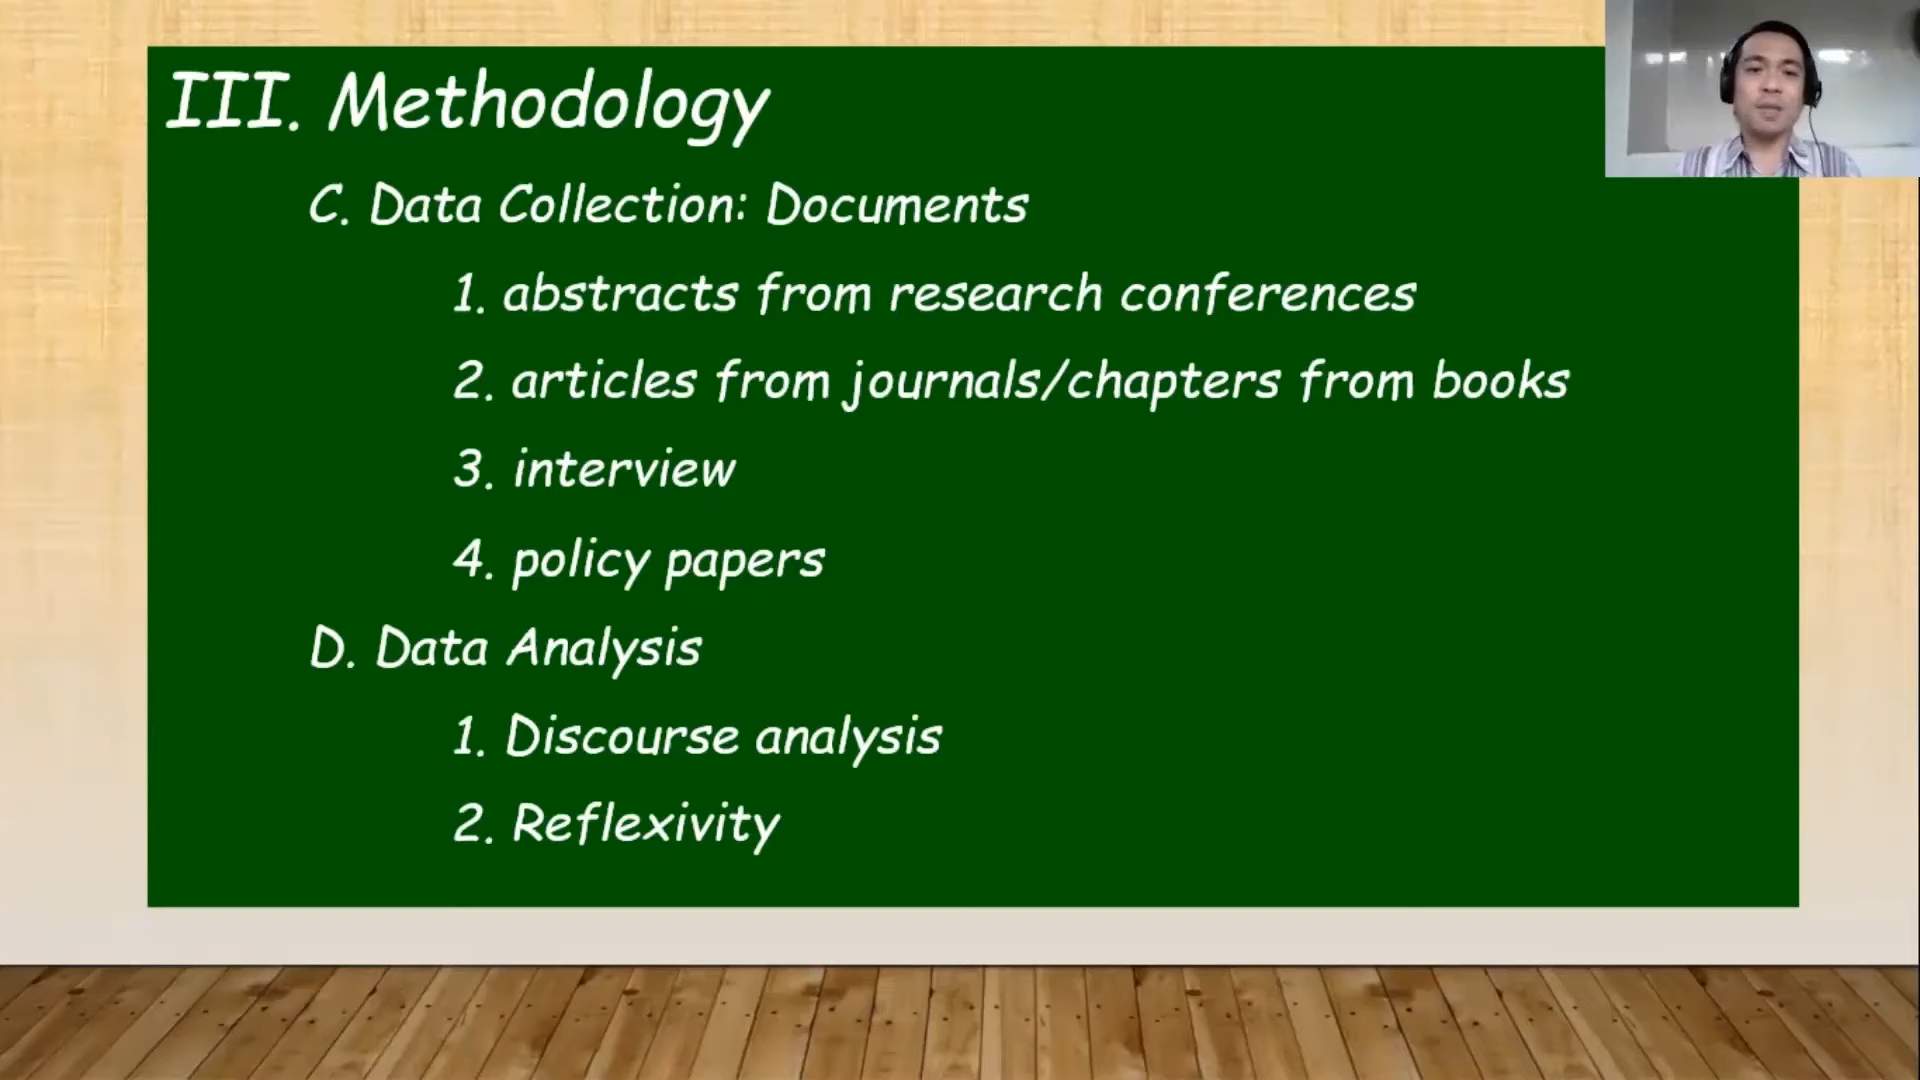 III. Methodology
C. Data Collection: Documents
1. abstracts from research conferences
2. articles from journals/chapters from books
3. interview
4. policy papers
D. Data Analysis
1. Discourse analysis
2. Reflexivity